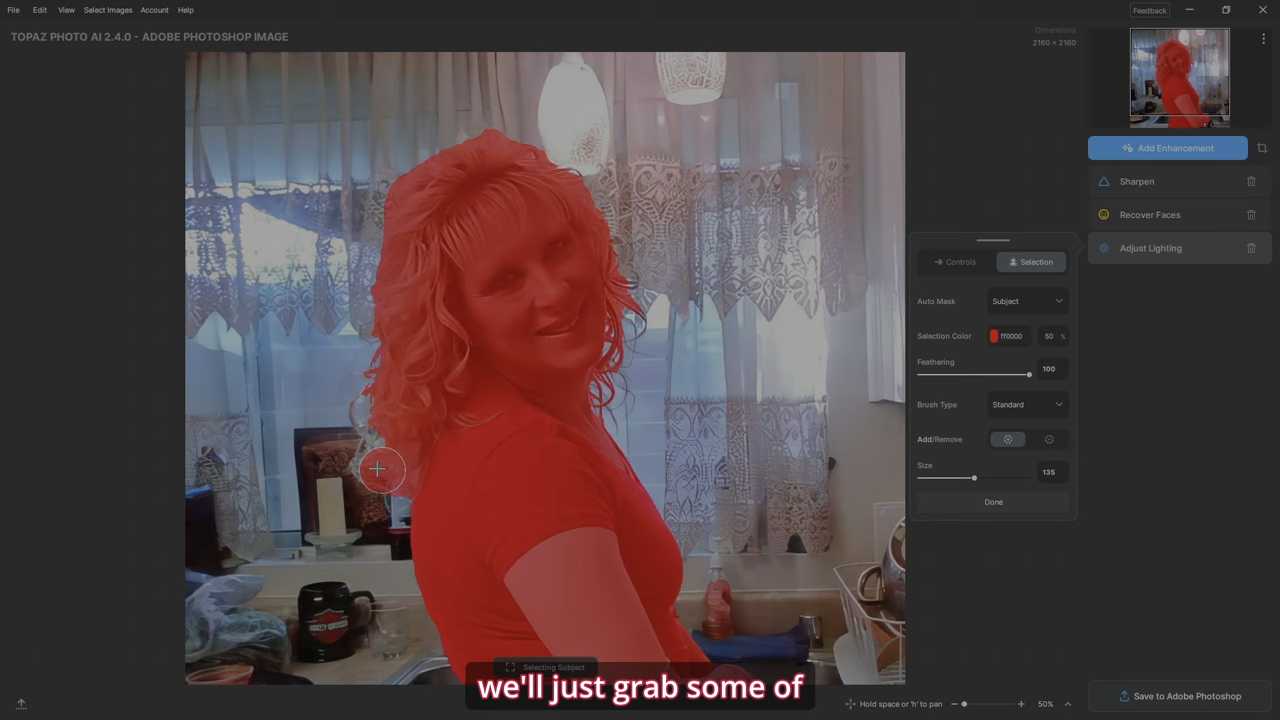 File Edit View Select Images Account Help
Feedback
TOPAZ PHOTO AI 2.4.0 - ADOBE PHOTOSHOP IMAGE
Dimensions
2160 × 2160
Add Enhancement
Sharpen
Recover Faces
Adjust Lighting
Controls Selection
Auto Mask Subject
Selection Color ff0000 50 %
Feathering
100
Brush Type Standard
Add/Remove
Size
135
Done
HARLEY-DAVIDSON
Selecting Subject
we'll just grab some of
Hold space or 'h' to pan
50%
Save to Adobe Photoshop